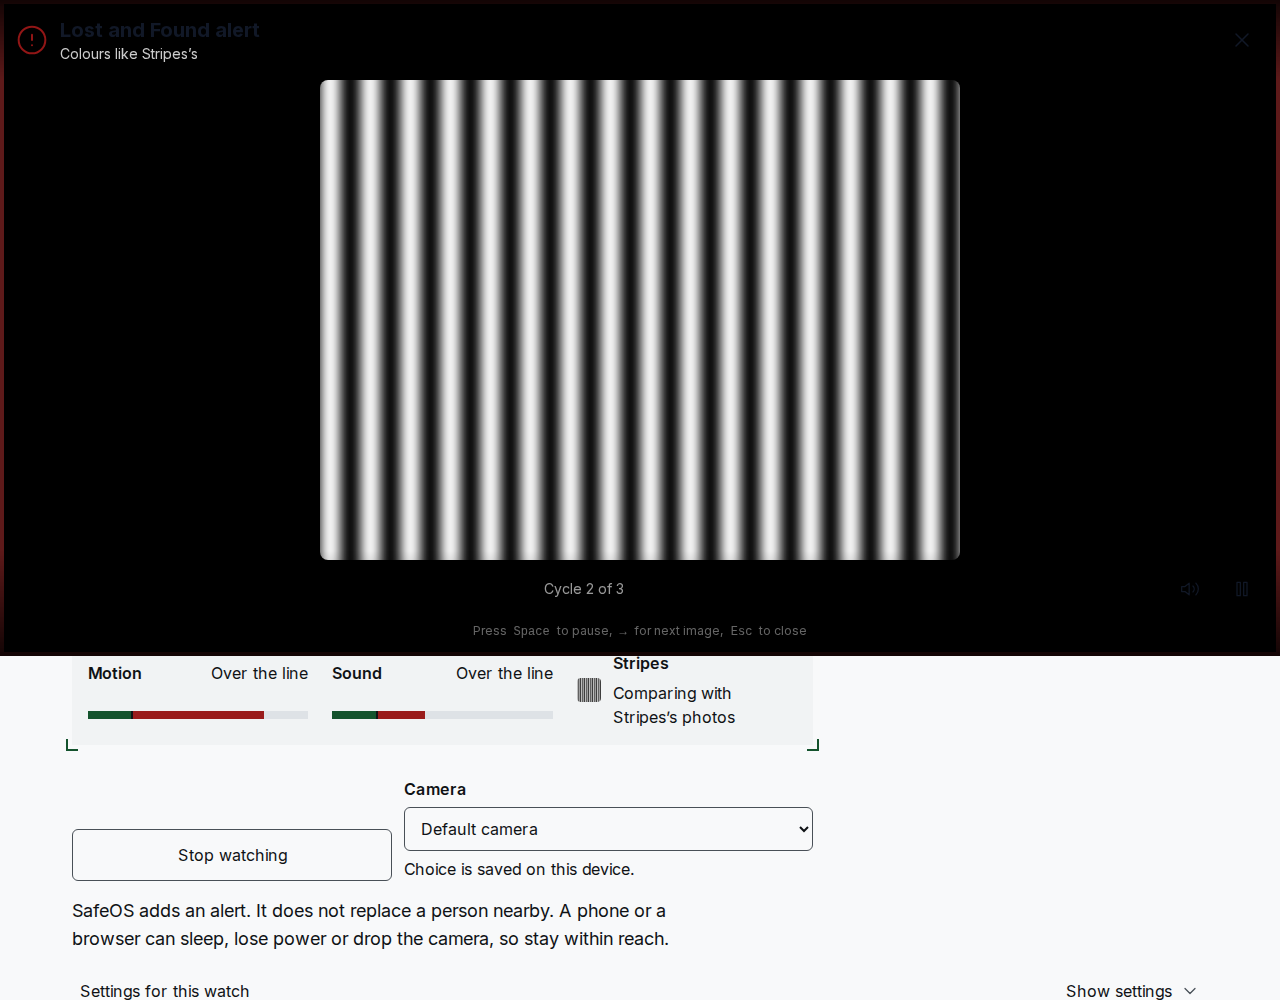 Lost and Found alert
Colours like Stripes’s
Cycle 2 of 3
Press Space to pause, → for next image, Esc to close
Motion Over the line
Sound Over the line
Stripes
Comparing with
Stripes’s photos
Camera
Default camera
Stop watching
Choice is saved on this device.
SafeOS adds an alert. It does not replace a person nearby. A phone or a
browser can sleep, lose power or drop the camera, so stay within reach.
Settings for this watch Show settings